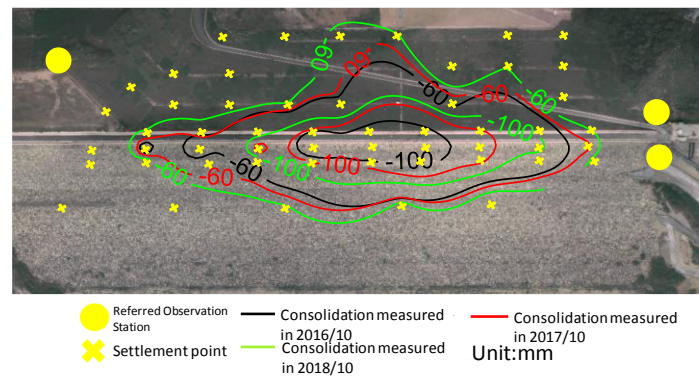 -60
-60
-60
-60
-60
-100
-100
-100
-100
-60
-60
-60
Referred Observation
Station
Settlement point
Consolidation measured
in 2016/10
Consolidation measured
in 2018/10
Consolidation measured
in 2017/10
Unit:mm